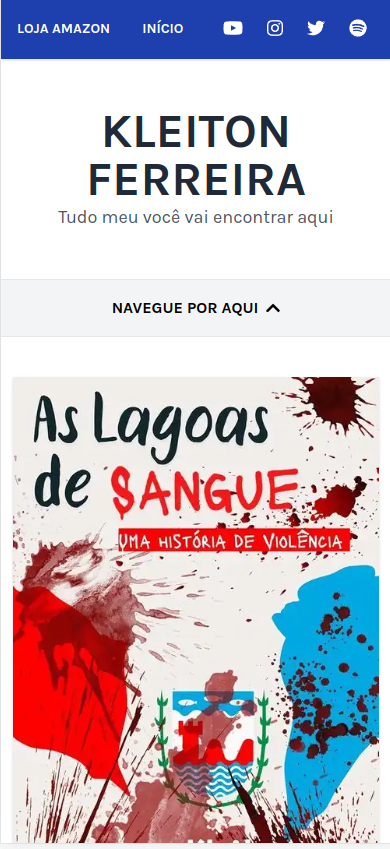 LOJA AMAZON INÍCIO
KLEITON
FERREIRA
Tudo meu você vai encontrar aqui
NAVEGUE POR AQUI
As Lagoas
de SANGUE
UMA HISTÓRIA DE VIOLÊNCIA